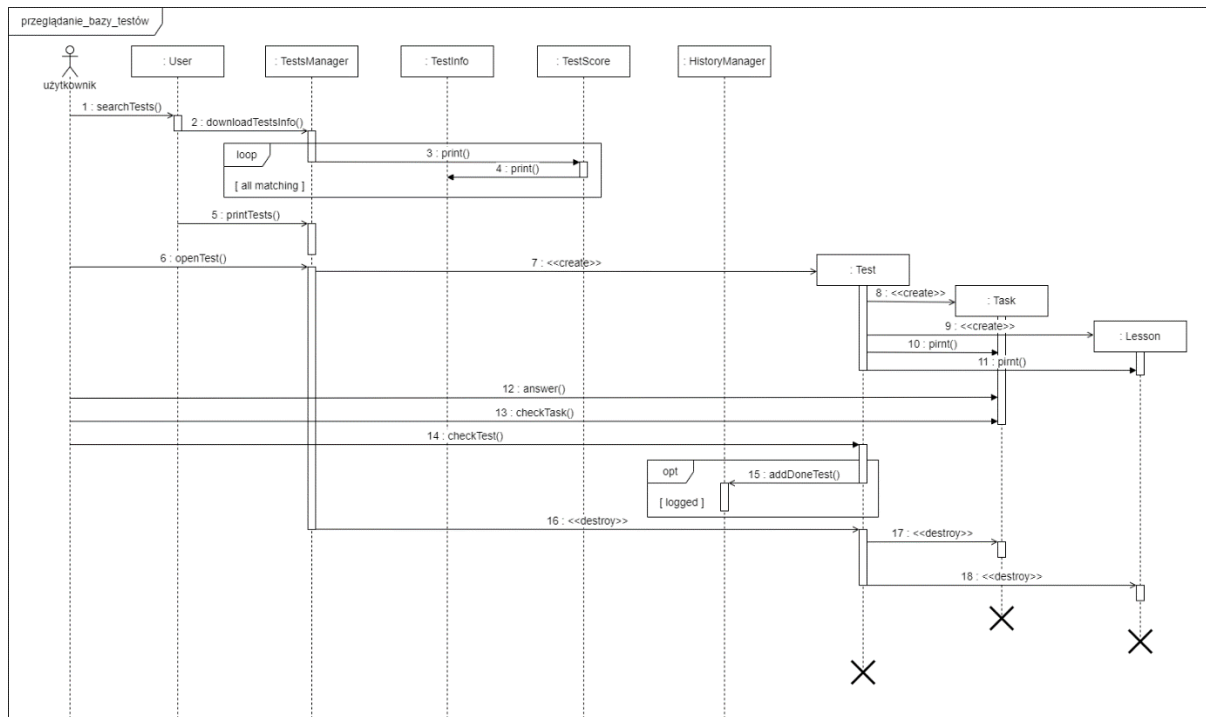 przeglądanie_bazy_testów
użytkownik
: User
: TestsManager
: TestInfo
: TestScore
: HistoryManager
1 : searchTests()
2 : downloadTestsInfo()
loop
3 : print()
4 : print()
[ all matching ]
5 : printTests()
6 : openTest()
7 : <<create>>
: Test
8 : <<create>>
: Task
9 : <<create>>
: Lesson
10 : pirnt()
11 : pirnt()
12 : answer()
13 : checkTask()
14 : checkTest()
opt
15 : addDoneTest()
[ logged ]
16 : <<destroy>>
17 : <<destroy>>
18 : <<destroy>>